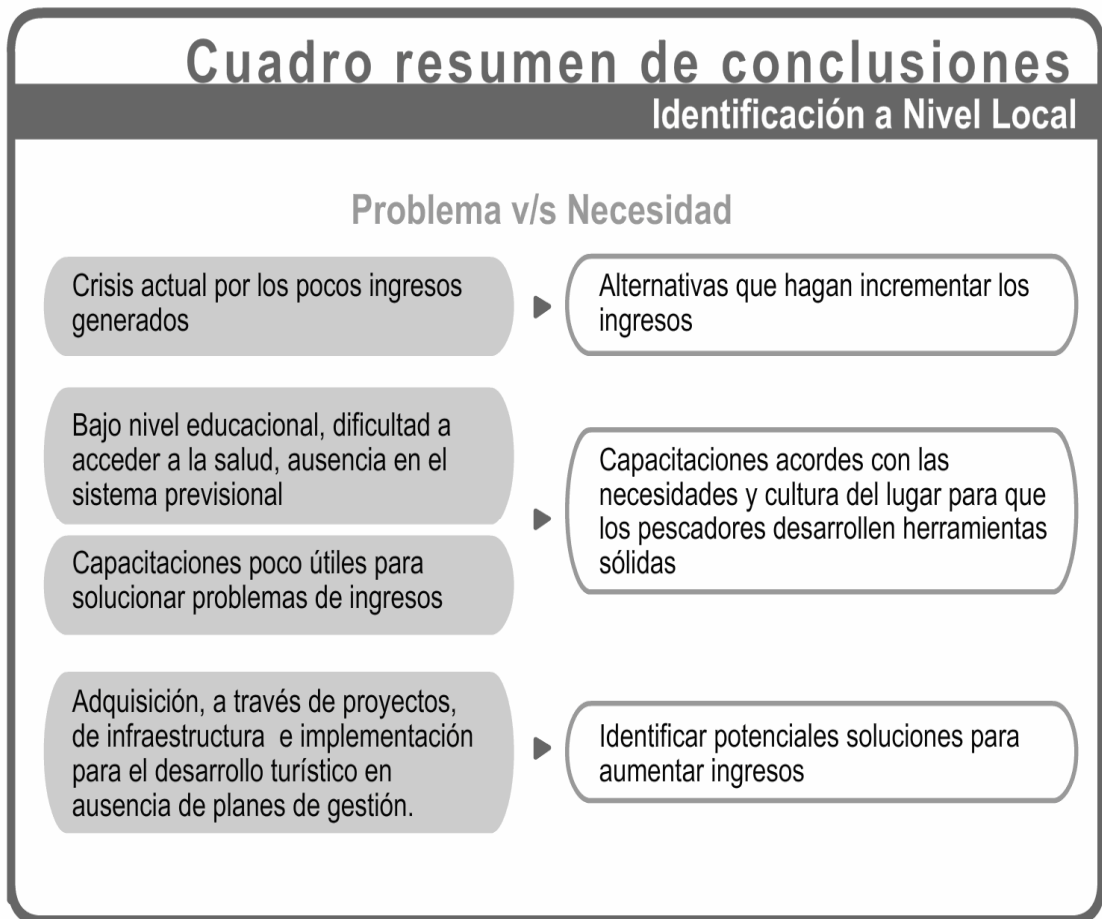 Cuadro resumen de conclusiones
Identificación a Nivel Local
Problema v/s Necesidad
Crisis actual por los pocos ingresos
generados
Alternativas que hagan incrementar los
ingresos
Bajo nivel educacional, dificultad a
acceder a la salud, ausencia en el
sistema previsional
Capacitaciones poco útiles para
solucionar problemas de ingresos
Capacitaciones acordes con las
necesidades y cultura del lugar para que
los pescadores desarrollen herramientas
sólidas
Adquisición, a través de proyectos,
de infraestructura e implementación
para el desarrollo turístico en
ausencia de planes de gestión.
Identificar potenciales soluciones para
aumentar ingresos